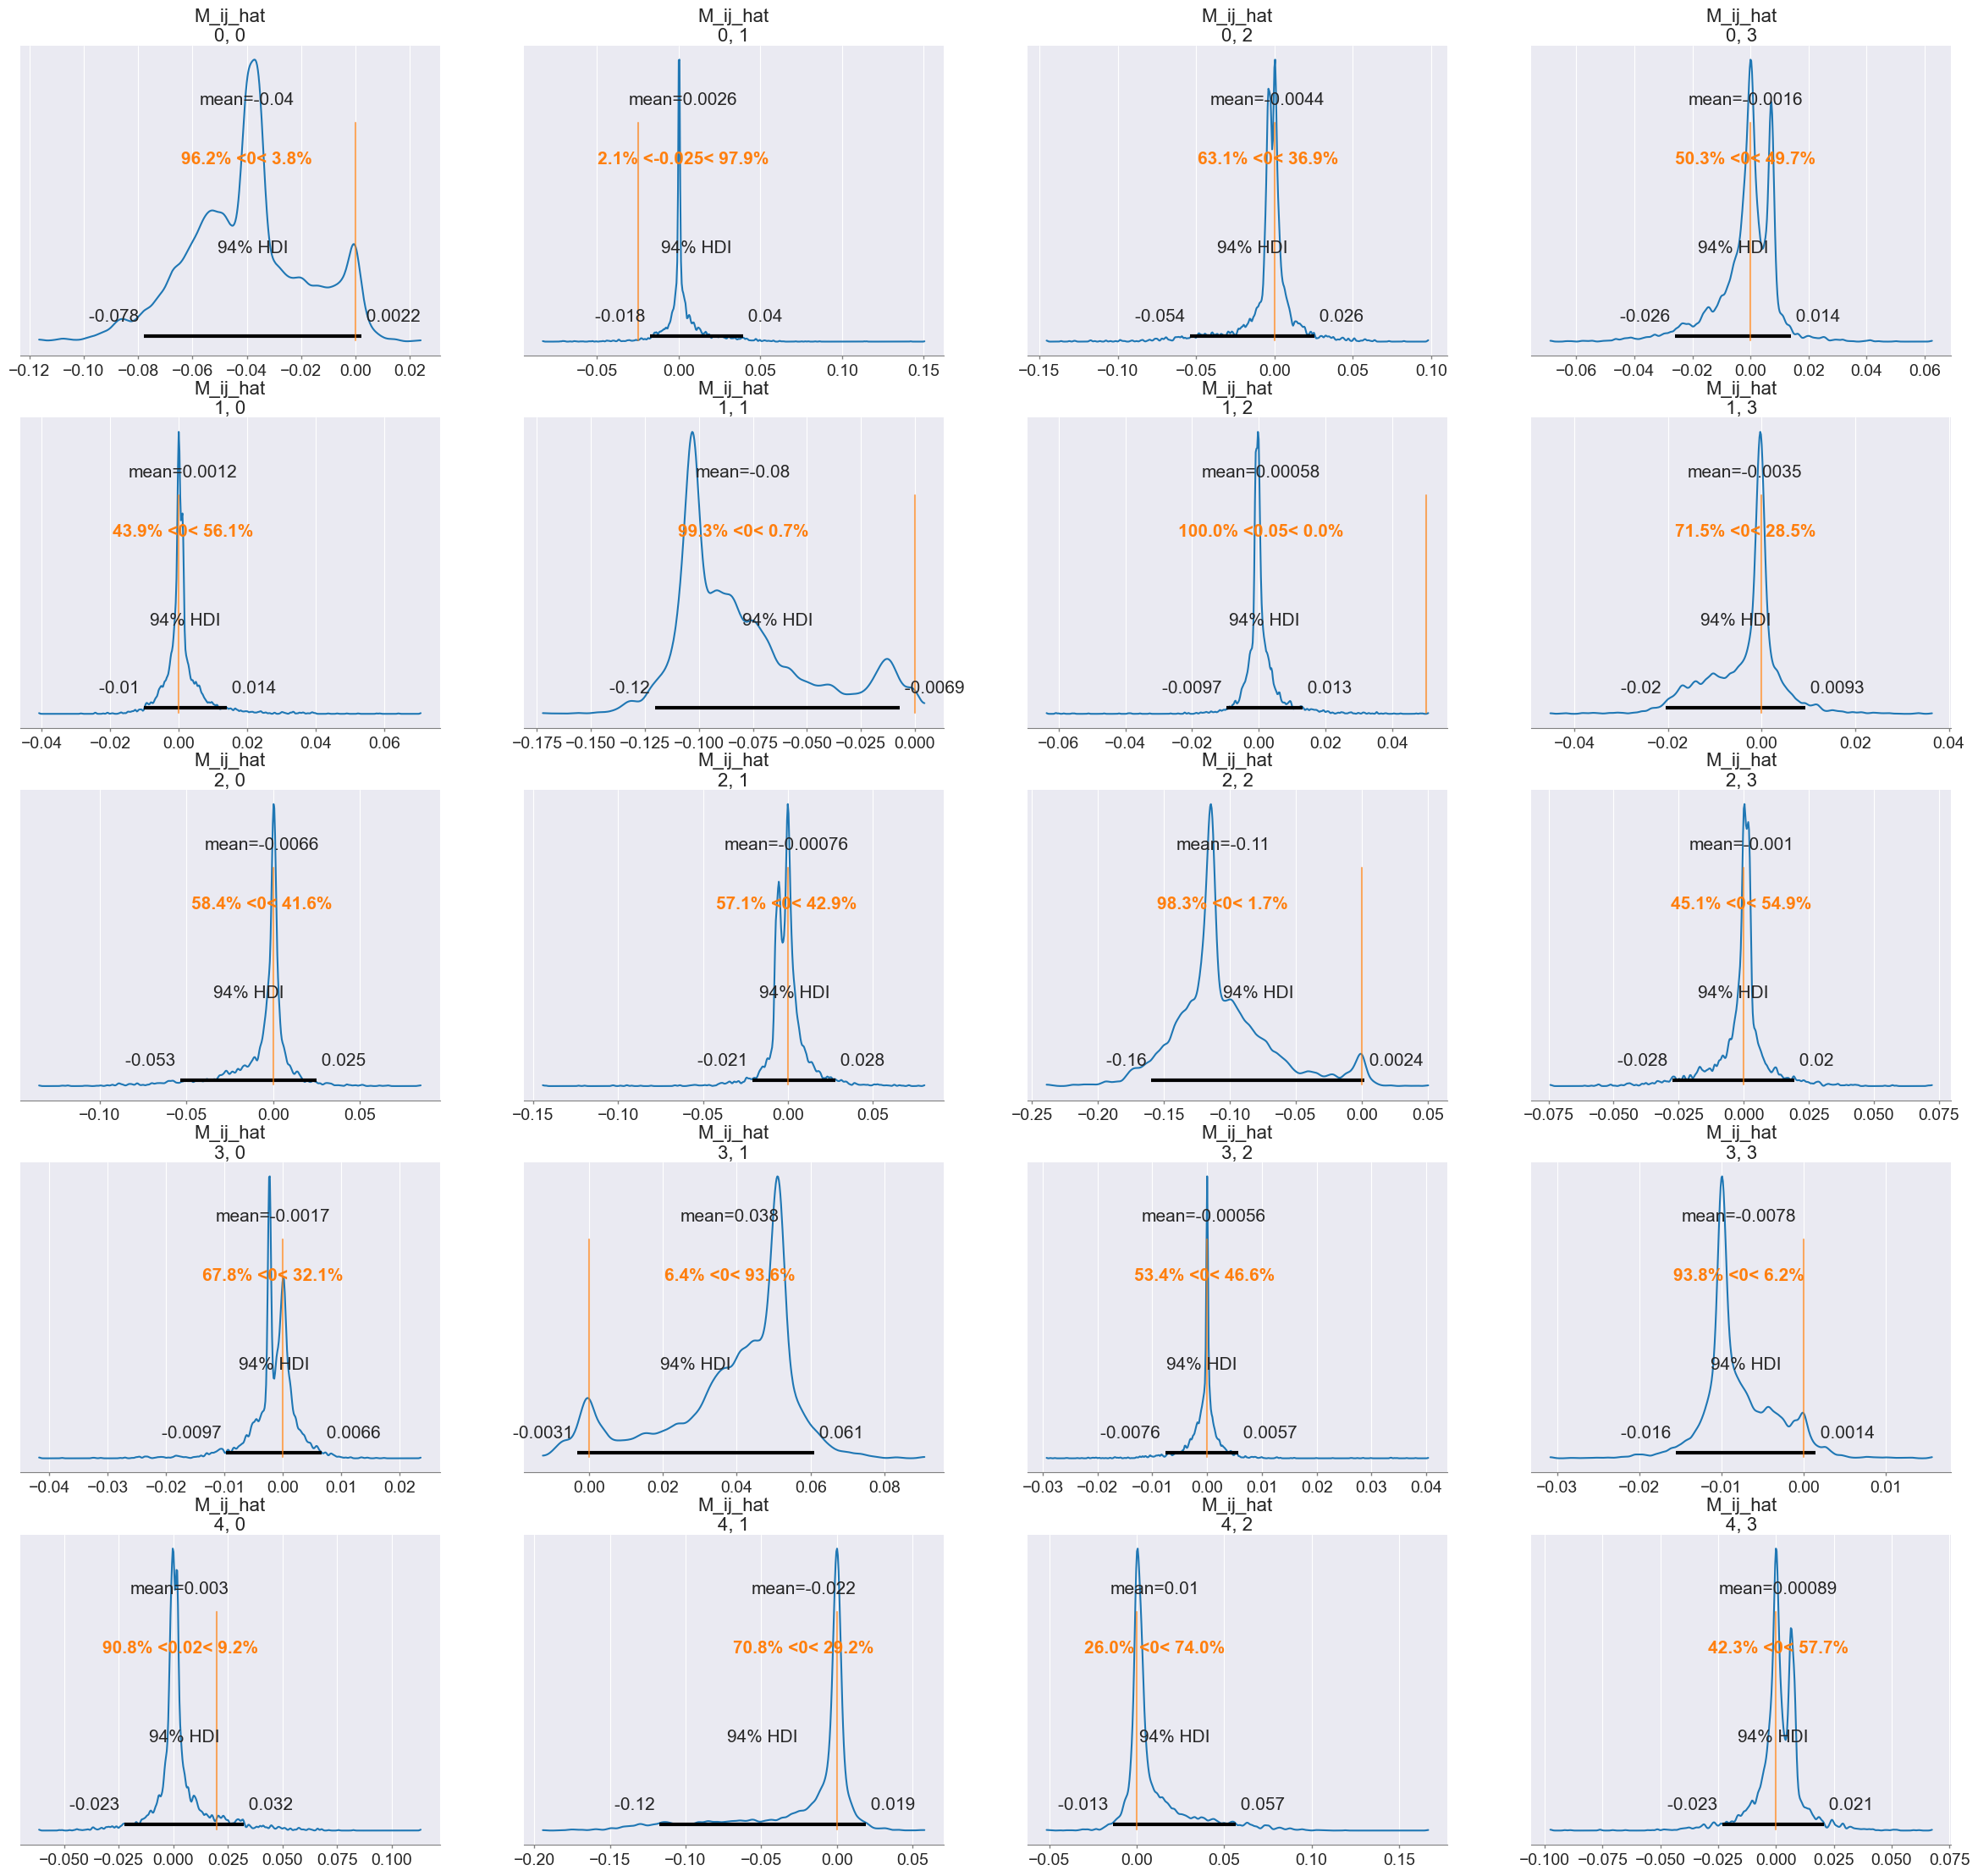 M_ij_hat
0, 0
mean=-0.04
96.2% <0< 3.8%
94% HDI
-0.078
0.0022
−0.12 −0.10 −0.08 −0.06 −0.04 −0.02 0.00 0.02
M_ij_hat
0, 1
mean=0.0026
2.1% <-0.025< 97.9%
94% HDI
-0.018
0.04
−0.05 0.00 0.05 0.10 0.15
M_ij_hat
0, 2
mean=-0.0044
63.1% <0< 36.9%
94% HDI
-0.054
0.026
−0.15 −0.10 −0.05 0.00 0.05 0.10
M_ij_hat
0, 3
mean=-0.0016
50.3% <0< 49.7%
94% HDI
-0.026
0.014
−0.06 −0.04 −0.02 0.00 0.02 0.04 0.06
M_ij_hat
1, 0
mean=0.0012
43.9% <0< 56.1%
94% HDI
-0.01
0.014
−0.04 −0.02 0.00 0.02 0.04 0.06
M_ij_hat
1, 1
mean=-0.08
99.3% <0< 0.7%
94% HDI
-0.12
-0.0069
−0.175 −0.150 −0.125 −0.100 −0.075 −0.050 −0.025 0.000
M_ij_hat
1, 2
mean=0.00058
100.0% <0.05< 0.0%
94% HDI
-0.0097
0.013
−0.06 −0.04 −0.02 0.00 0.02 0.04
M_ij_hat
1, 3
mean=-0.0035
71.5% <0< 28.5%
94% HDI
-0.02
0.0093
−0.04 −0.02 0.00 0.02 0.04
M_ij_hat
2, 0
mean=-0.0066
58.4% <0< 41.6%
94% HDI
-0.053
0.025
−0.10 −0.05 0.00 0.05
M_ij_hat
2, 1
mean=-0.00076
57.1% <0< 42.9%
94% HDI
-0.021
0.028
−0.15 −0.10 −0.05 0.00 0.05
M_ij_hat
2, 2
mean=-0.11
98.3% <0< 1.7%
94% HDI
-0.16
0.0024
−0.25 −0.20 −0.15 −0.10 −0.05 0.00 0.05
M_ij_hat
2, 3
mean=-0.001
45.1% <0< 54.9%
94% HDI
-0.028
0.02
−0.075 −0.050 −0.025 0.000 0.025 0.050 0.075
M_ij_hat
3, 0
mean=-0.0017
67.8% <0< 32.1%
94% HDI
-0.0097
0.0066
−0.04 −0.03 −0.02 −0.01 0.00 0.01 0.02
M_ij_hat
3, 1
mean=0.038
6.4% <0< 93.6%
94% HDI
-0.0031
0.061
0.00 0.02 0.04 0.06 0.08
M_ij_hat
3, 2
mean=-0.00056
53.4% <0< 46.6%
94% HDI
-0.0076
0.0057
−0.03 −0.02 −0.01 0.00 0.01 0.02 0.03 0.04
M_ij_hat
3, 3
mean=-0.0078
93.8% <0< 6.2%
94% HDI
-0.016
0.0014
−0.03 −0.02 −0.01 0.00 0.01
M_ij_hat
4, 0
mean=0.003
90.8% <0.02< 9.2%
94% HDI
-0.023
0.032
−0.050 −0.025 0.000 0.025 0.050 0.075 0.100
M_ij_hat
4, 1
mean=-0.022
70.8% <0< 29.2%
94% HDI
-0.12
0.019
−0.20 −0.15 −0.10 −0.05 0.00 0.05
M_ij_hat
4, 2
mean=0.01
26.0% <0< 74.0%
94% HDI
-0.013
0.057
−0.05 0.00 0.05 0.10 0.15
M_ij_hat
4, 3
mean=0.00089
42.3% <0< 57.7%
94% HDI
-0.023
0.021
−0.100 −0.075 −0.050 −0.025 0.000 0.025 0.050 0.075